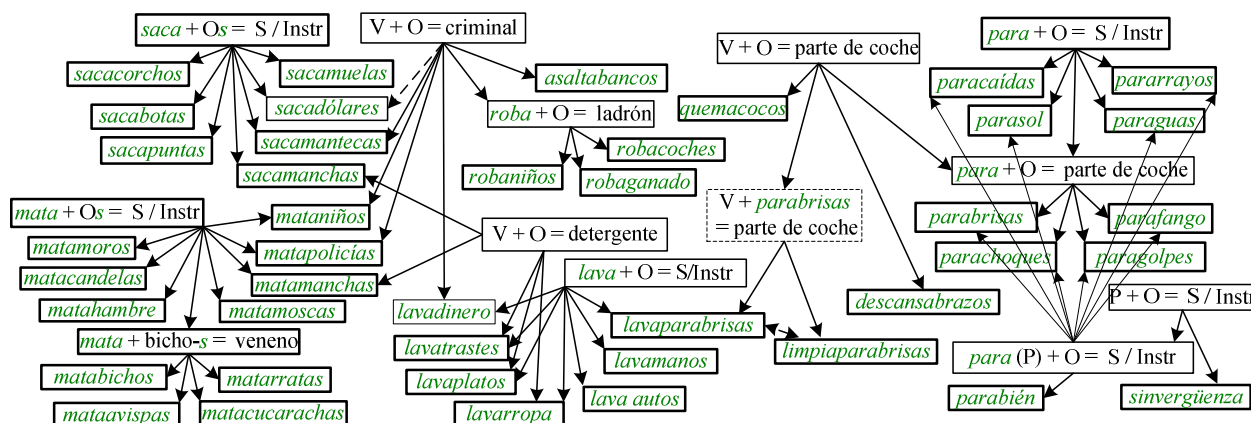 saca + Os = S / Instr
V + O = criminal
V + O = parte de coche
para + O = S / Instr
sacacorchos
sacamuelas
asaltabancos
paracaídas
pararrayos
sacabotas
sacadólares
roba + O = ladrón
quemacocos
parasol
paraguas
sacapuntas
sacamantecas
robacoches
sacamanchas
robaniños
robaganado
para + O = parte de coche
mata + Os = S / Instr
mataniños
V + parabrisas
= parte de coche
parabrisas
parafango
matamoros
matapolicías
V + O = detergente
parachoques
paragolpes
matacandelas
matamanchas
lava + O = S/Instr
matahambre
matamoscas
lavadinero
descansabrazos
P + O = S / Instr
lavaparabrisas
mata + bicho-s = veneno
lavatrastes
limpiaparabrisas
para (P) + O = S / Instr
matabichos
matarratas
lavaplatos
lavamanos
mataavispas
matacucarachas
lavarropa
lava autos
parabién
sinvergüenza